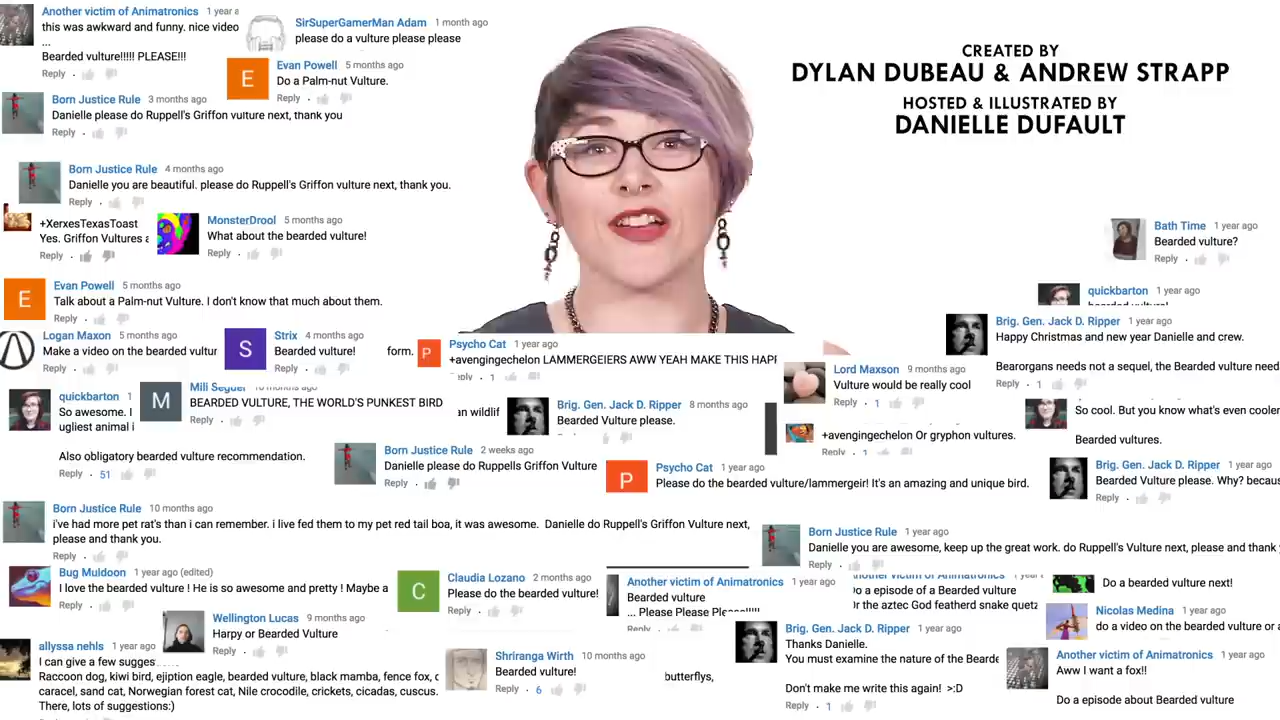 Another victim of Animatronics 1 year a
this was awkward and funny. nice video
...
Bearded vulture!!!!! PLEASE!!!
Reply
SirSuperGamerMan Adam 1 month ago
please do a vulture please please
Evan Powell 5 months ago
Do a Palm-nut Vulture.
Reply
CREATED BY
DYLAN DUBEAU & ANDREW STRAPP
HOSTED & ILLUSTRATED BY
DANIELLE DUFAULT
Born Justice Rule 3 months ago
Danielle please do Ruppell's Griffon vulture next, thank you
Reply
Born Justice Rule 4 months ago
Danielle you are beautiful. please do Ruppell's Griffon vulture next, thank you.
Reply
+XerxesTexasToast
Yes. Griffon Vultures a
Reply
MonsterDrool 5 months ago
What about the bearded vulture!
Reply
Bath Time 1 year ago
Bearded vulture?
Reply
Evan Powell 5 months ago
Talk about a Palm-nut Vulture. I don't know that much about them.
Reply
quickbarton 1 year ago
Logan Maxon 5 months ago
Make a video on the bearded vultur
Reply
Strix 4 months ago
Bearded vulture!
Reply
form.
Psycho Cat 1 year ago
+avengingechelon LAMMERGEIERS AWW YEAH MAKE THIS HAPP
Reply 1
Brig. Gen. Jack D. Ripper 1 year ago
Happy Christmas and new year Danielle and crew.
Bearorgans needs not a sequel, the Bearded vulture need
Reply 1
Lord Maxson 9 months ago
Vulture would be really cool
Reply 1
quickbarton 1
So awesome. I
ugliest animal i
Also obligatory bearded vulture recommendation.
Reply 51
Mili Seguel 10 months ago
BEARDED VULTURE, THE WORLD'S PUNKEST BIRD
Reply
an wildlif
Brig. Gen. Jack D. Ripper 8 months ago
Bearded Vulture please.
+avengingechelon Or gryphon vultures.
Reply 1
So cool. But you know what's even cooler
Bearded vultures.
Born Justice Rule 2 weeks ago
Danielle please do Ruppells Griffon Vulture
Reply
Psycho Cat 1 year ago
Please do the bearded vulture/lammergeir! It's an amazing and unique bird.
Brig. Gen. Jack D. Ripper 1 year ago
Bearded Vulture please. Why? becaus
Reply
Born Justice Rule 10 months ago
i've had more pet rat's than i can remember. i live fed them to my pet red tail boa, it was awesome. Danielle do Ruppell's Griffon Vulture next,
please and thank you.
Reply
Born Justice Rule 1 year ago
Danielle you are awesome, keep up the great work. do Ruppell's Vulture next, please and thank y
Reply
Bug Muldoon 1 year ago (edited)
I love the bearded vulture ! He is so awesome and pretty ! Maybe a
Reply
Claudia Lozano 2 months ago
Please do the bearded vulture!
Reply
Another victim of Animatronics 1 year ago
Bearded vulture
... Please Please Please!!!!!
Reply
Another victim of Animatronics 1 year a
Do a episode of a Bearded vulture
Or the aztec God featherd snake quetz
Do a bearded vulture next!
Wellington Lucas 9 months ago
Harpy or Bearded Vulture
Reply
Nicolas Medina 1 year ago
do a video on the bearded vulture or a
Reply
Brig. Gen. Jack D. Ripper 1 year ago
Thanks Danielle.
You must examine the nature of the Bearde
Don't make me write this again! >:D
Reply 1
allyssa nehls 1 year ago
I can give a few sugges
Raccoon dog, kiwi bird, ejiption eagle, bearded vulture, black mamba, fence fox, c
caracel, sand cat, Norwegian forest cat, Nile crocodile, crickets, cicadas, cuscus.
There, lots of suggestions:)
Shriranga Wirth 10 months ago
Bearded vulture!
Reply 6
butterflys,
Another victim of Animatronics 1 year ago
Aww I want a fox!!
Do a episode about Bearded vulture